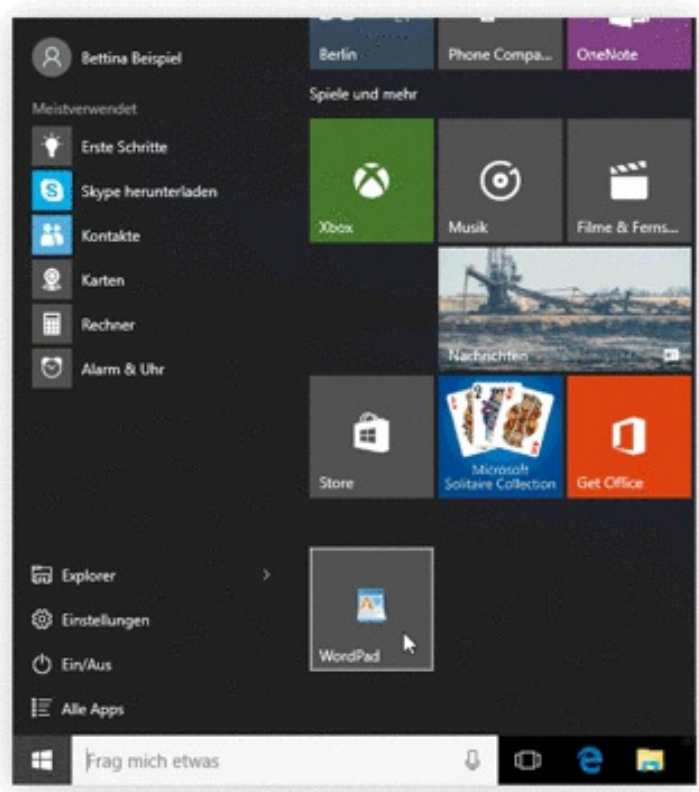 Bettina Beispiel
Meistverwendet
Erste Schritte
Skype herunterladen
Kontakte
Karten
Rechner
Alarm & Uhr
Explorer
Einstellungen
Ein/Aus
Alle Apps
Berlin
Phone Compa...
OneNote
Spiele und mehr
Xbox
Musik
Filme & Ferns...
Nachrichten
Store
Microsoft
Solitaire Collection
Get Office
WordPad
Frag mich etwas